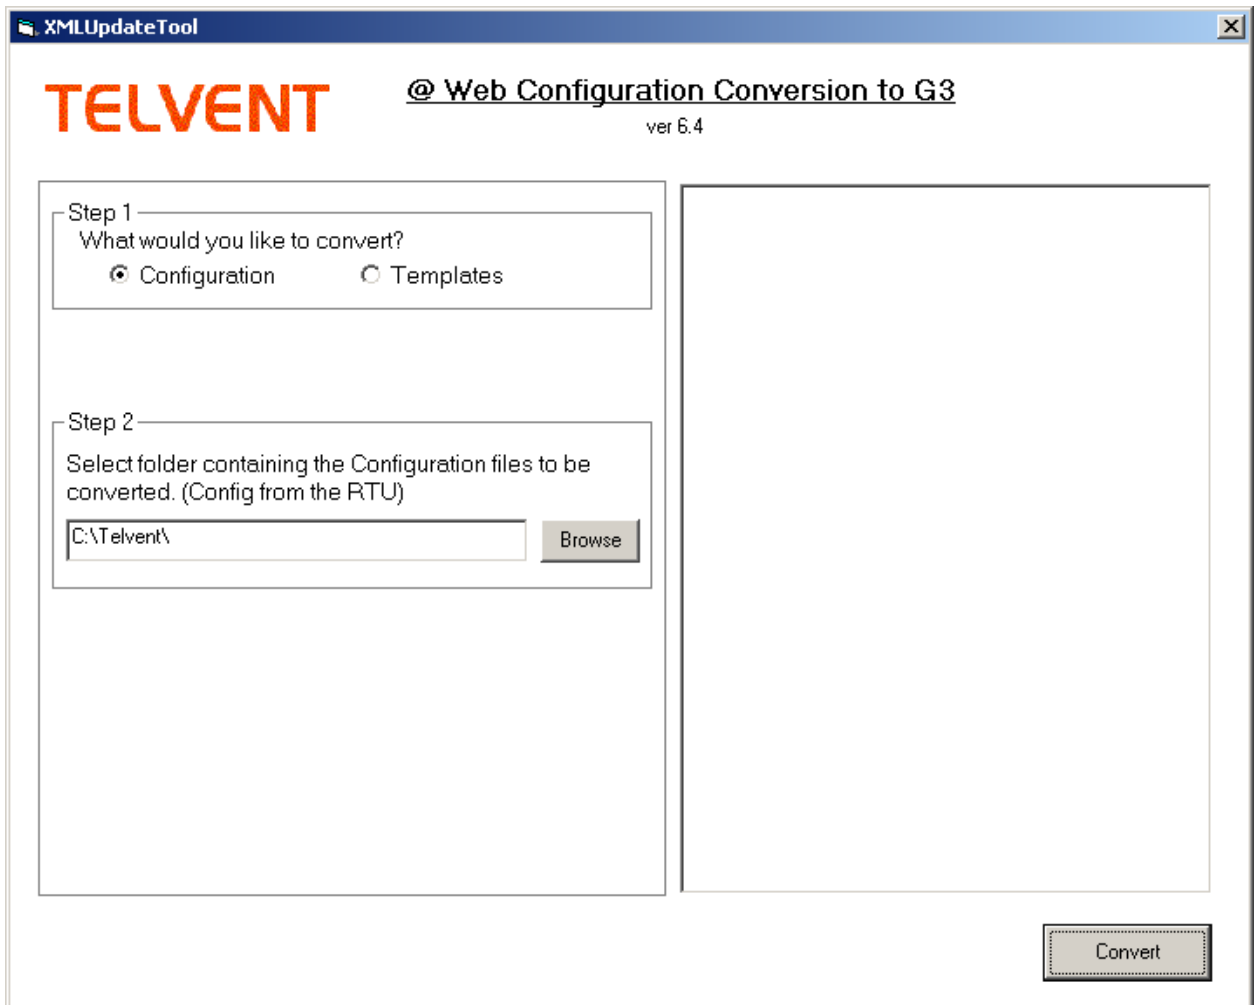 XMLUpdateTool
TELVENT
@ Web Configuration Conversion to G3
ver 6.4
Step 1
What would you like to convert?
Configuration Templates
Step 2
Select folder containing the Configuration files to be
converted. (Config from the RTU)
C:\Telvent\ Browse
Convert